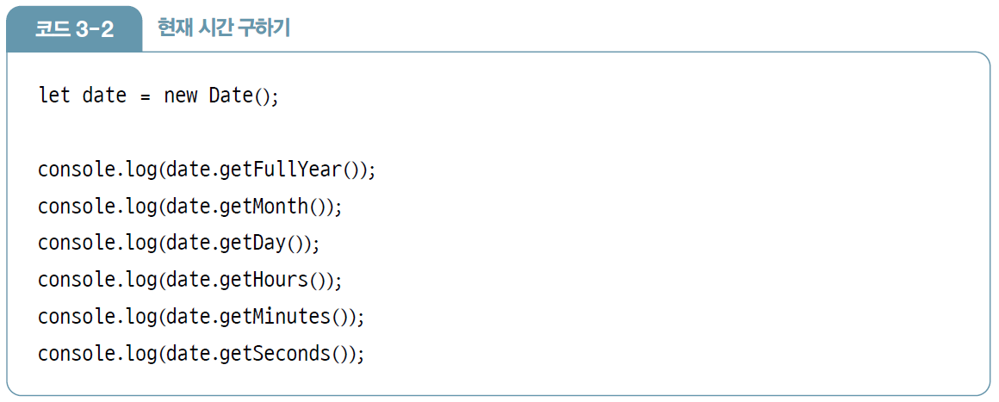 코드 3-2 현재 시간 구하기
let date = new Date();
console.log(date.getFullYear());
console.log(date.getMonth());
console.log(date.getDay());
console.log(date.getHours());
console.log(date.getMinutes());
console.log(date.getSeconds());